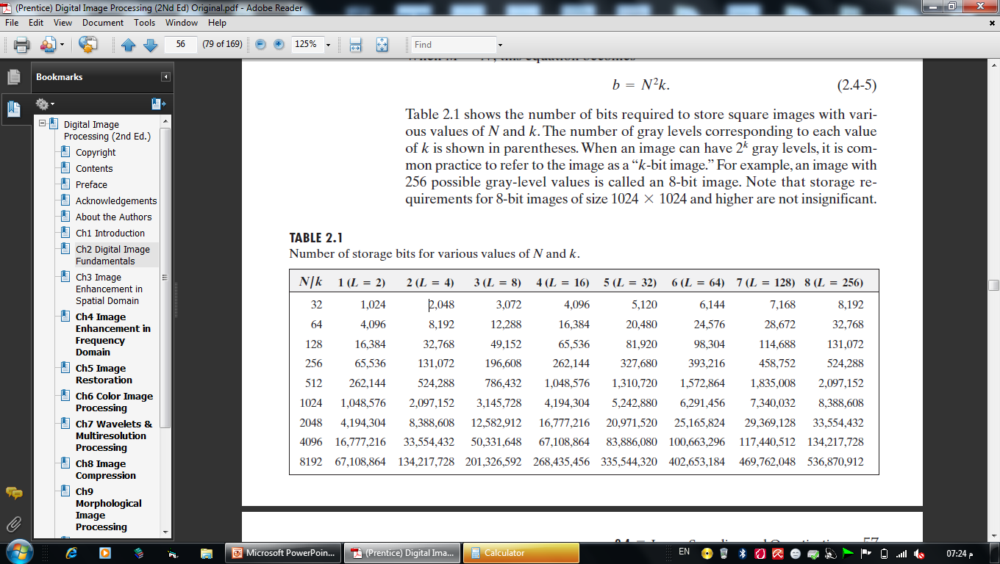 (Prentice) Digital Image Processing (2Nd Ed) Original.pdf - Adobe Reader
File Edit View Document Tools Window Help
56 (79 of 169) 125% Find
Bookmarks
Digital Image
Processing (2nd Ed.)
Copyright
Contents
Preface
Acknowledgements
About the Authors
Ch1 Introduction
Ch2 Digital Image
Fundamentals
Ch3 Image
Enhancement in
Spatial Domain
Ch4 Image
Enhancement in
Frequency
Domain
Ch5 Image
Restoration
Ch6 Color Image
Processing
Ch7 Wavelets &
Multiresolution
Processing
Ch8 Image
Compression
Ch9
Morphological
Image
Processing
b = N²k. (2.4-5)
Table 2.1 shows the number of bits required to store square images with vari-
ous values of N and k. The number of gray levels corresponding to each value
of k is shown in parentheses. When an image can have 2ᵏ gray levels, it is com-
mon practice to refer to the image as a “k-bit image.” For example, an image with
256 possible gray-level values is called an 8-bit image. Note that storage re-
quirements for 8-bit images of size 1024 × 1024 and higher are not insignificant.
TABLE 2.1
Number of storage bits for various values of N and k.
N/k 1 (L = 2) 2 (L = 4) 3 (L = 8) 4 (L = 16) 5 (L = 32) 6 (L = 64) 7 (L = 128) 8 (L = 256)
32 1,024 2,048 3,072 4,096 5,120 6,144 7,168 8,192
64 4,096 8,192 12,288 16,384 20,480 24,576 28,672 32,768
128 16,384 32,768 49,152 65,536 81,920 98,304 114,688 131,072
256 65,536 131,072 196,608 262,144 327,680 393,216 458,752 524,288
512 262,144 524,288 786,432 1,048,576 1,310,720 1,572,864 1,835,008 2,097,152
1024 1,048,576 2,097,152 3,145,728 4,194,304 5,242,880 6,291,456 7,340,032 8,388,608
2048 4,194,304 8,388,608 12,582,912 16,777,216 20,971,520 25,165,824 29,369,128 33,554,432
4096 16,777,216 33,554,432 50,331,648 67,108,864 83,886,080 100,663,296 117,440,512 134,217,728
8192 67,108,864 134,217,728 201,326,592 268,435,456 335,544,320 402,653,184 469,762,048 536,870,912
Microsoft PowerPoin... (Prentice) Digital Ima... Calculator EN 07:24 م